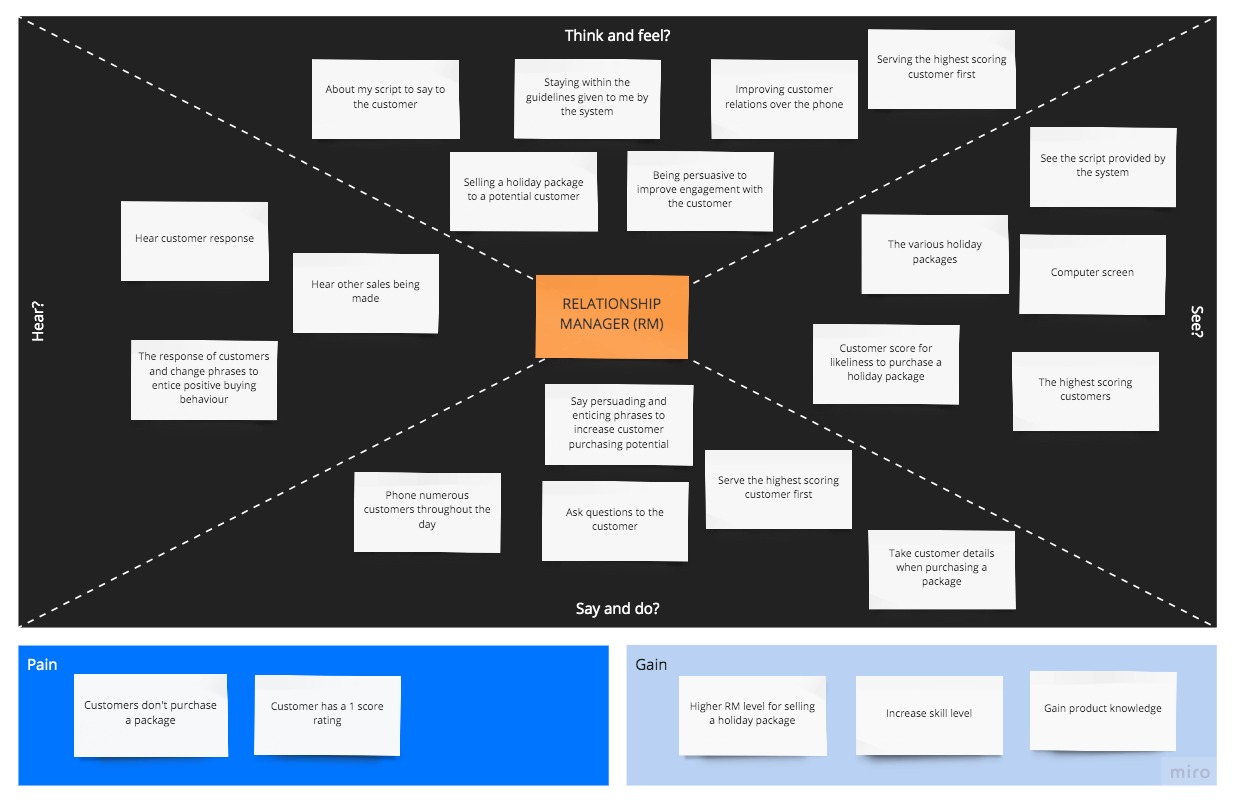 Think and feel?
Serving the highest scoring
customer first
About my script to say to
the customer
Staying within the
guidelines given to me by
the system
Improving customer
relations over the phone
Selling a holiday package
to a potential customer
Being persuasive to
improve engagement with
the customer
Hear?
Hear customer response
Hear other sales being
made
The response of customers
and change phrases to
entice positive buying
behaviour
RELATIONSHIP
MANAGER (RM)
See?
See the script provided by
the system
The various holiday
packages
Computer screen
Customer score for
likeliness to purchase a
holiday package
The highest scoring
customers
Say persuading and
enticing phrases to
increase customer
purchasing potential
Serve the highest scoring
customer first
Phone numerous
customers throughout the
day
Ask questions to the
customer
Take customer details
when purchasing a
package
Say and do?
Pain
Customers don't purchase
a package
Customer has a 1 score
rating
Gain
Higher RM level for selling
a holiday package
Increase skill level
Gain product knowledge
miro